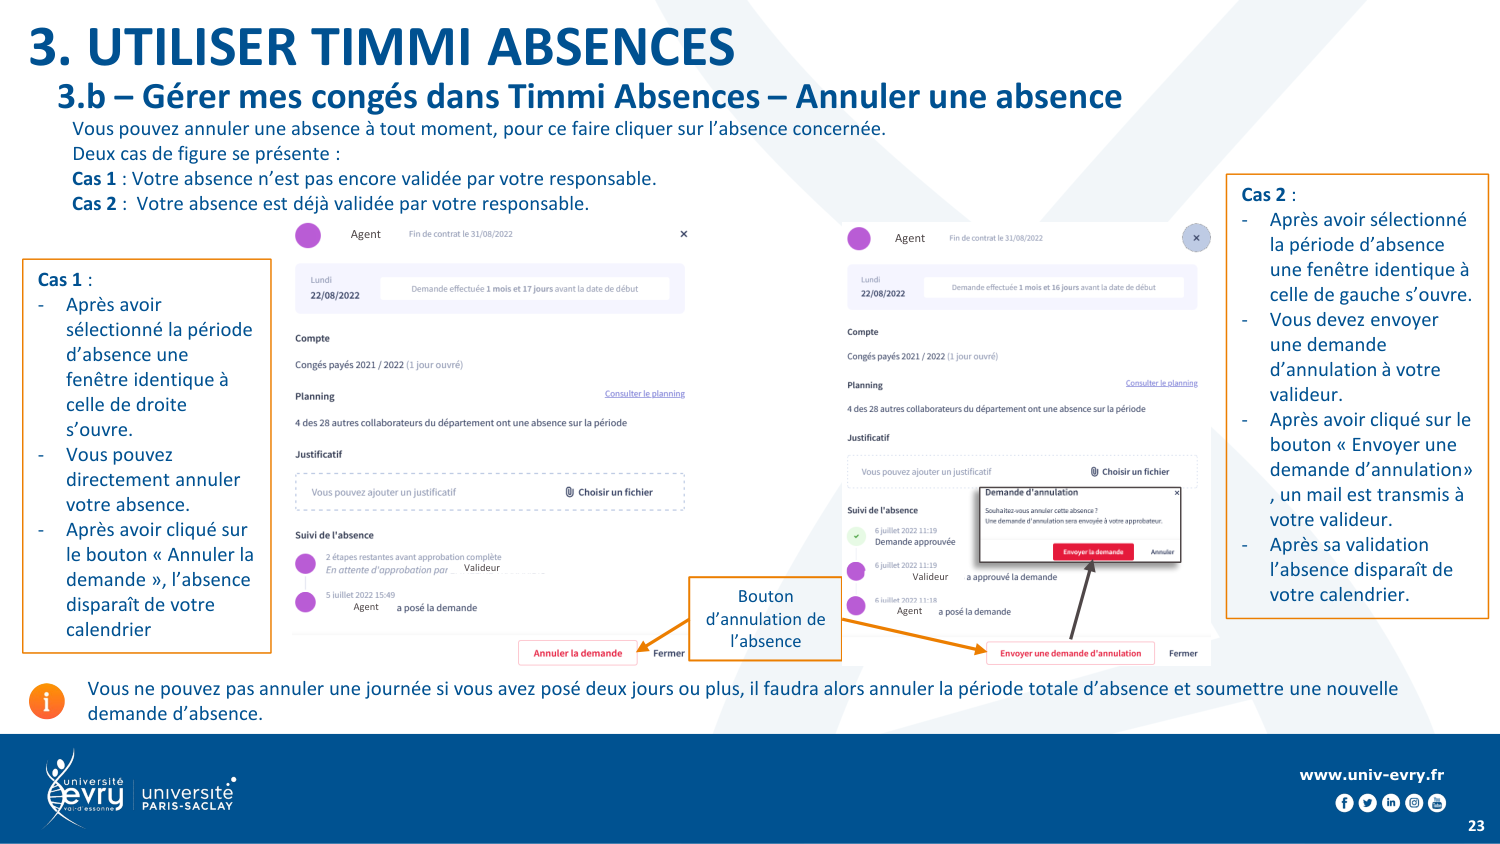 3. UTILISER TIMMI ABSENCES
3.b – Gérer mes congés dans Timmi Absences – Annuler une absence
Vous pouvez annuler une absence à tout moment, pour ce faire cliquer sur l’absence concernée.
Deux cas de figure se présente :
Cas 1 : Votre absence n’est pas encore validée par votre responsable.
Cas 2 : Votre absence est déjà validée par votre responsable.
Cas 1 :
- Après avoir
sélectionné la période
d’absence une
fenêtre identique à
celle de droite
s’ouvre.
- Vous pouvez
directement annuler
votre absence.
- Après avoir cliqué sur
le bouton « Annuler la
demande », l’absence
disparaît de votre
calendrier
Agent Fin de contrat le 31/08/2022 ×
Lundi
22/08/2022
Demande effectuée 1 mois et 17 jours avant la date de début
Compte
Congés payés 2021 / 2022 (1 jour ouvré)
Planning
Consulter le planning
4 des 28 autres collaborateurs du département ont une absence sur la période
Justificatif
Vous pouvez ajouter un justificatif
Choisir un fichier
Suivi de l'absence
2 étapes restantes avant approbation complète
En attente d'approbation par Valideur
5 juillet 2022 15:49
Agent a posé la demande
Annuler la demande
Fermer
Bouton
d’annulation de
l’absence
Agent Fin de contrat le 31/08/2022 ×
Lundi
22/08/2022
Demande effectuée 1 mois et 16 jours avant la date de début
Compte
Congés payés 2021 / 2022 (1 jour ouvré)
Planning
Consulter le planning
4 des 28 autres collaborateurs du département ont une absence sur la période
Justificatif
Vous pouvez ajouter un justificatif
Choisir un fichier
Demande d'annulation ×
Souhaitez-vous annuler cette absence ?
Une demande d'annulation sera envoyée à votre approbateur.
Envoyer la demande
Annuler
Suivi de l'absence
6 juillet 2022 11:19
Demande approuvée
6 juillet 2022 11:19
Valideur a approuvé la demande
6 juillet 2022 11:18
Agent a posé la demande
Envoyer une demande d'annulation
Fermer
Cas 2 :
- Après avoir sélectionné
la période d’absence
une fenêtre identique à
celle de gauche s’ouvre.
- Vous devez envoyer
une demande
d’annulation à votre
valideur.
- Après avoir cliqué sur le
bouton « Envoyer une
demande d’annulation»
, un mail est transmis à
votre valideur.
- Après sa validation
l’absence disparaît de
votre calendrier.
i
Vous ne pouvez pas annuler une journée si vous avez posé deux jours ou plus, il faudra alors annuler la période totale d’absence et soumettre une nouvelle
demande d’absence.
université
evry
val-d'essonne
université
PARIS-SACLAY
www.univ-evry.fr
23